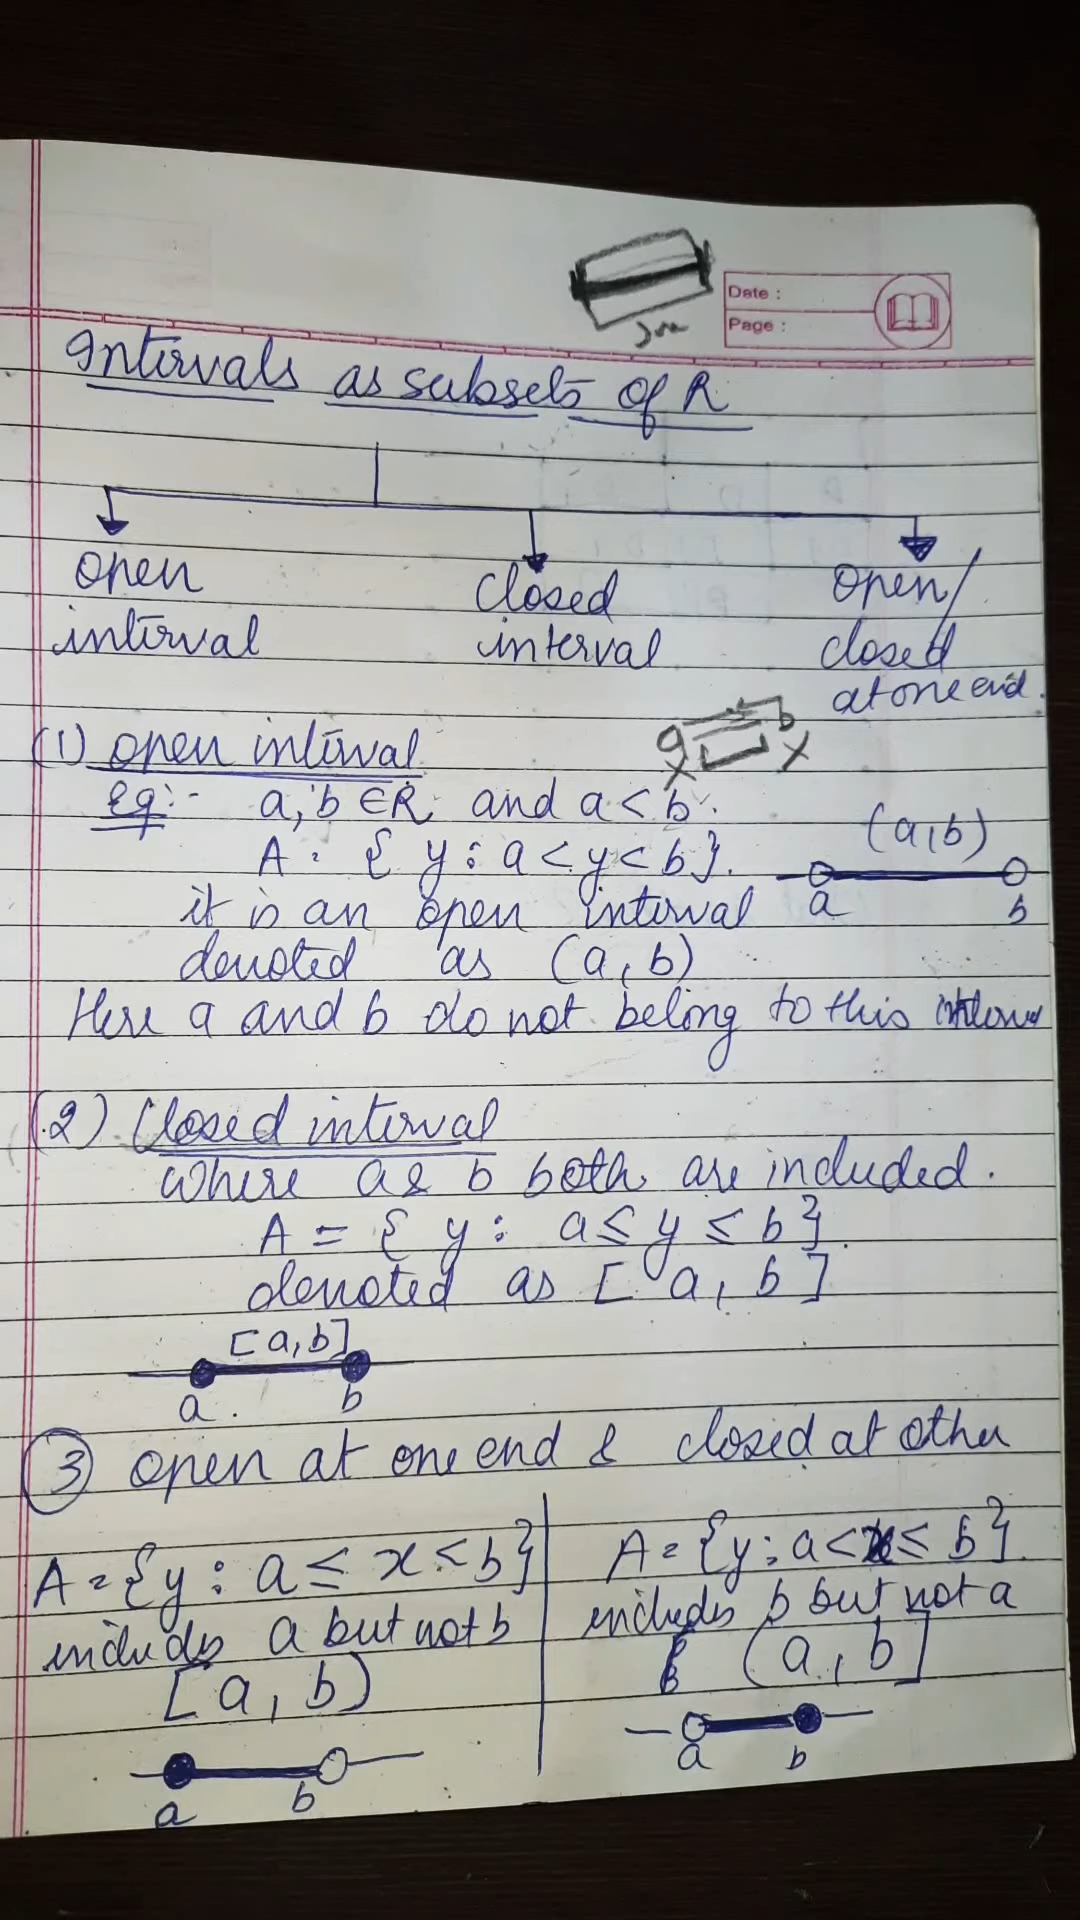 Date :
Page :
Intervals as subsets of R
open
interval
Closed
interval
open/
closed
at one end.
(1) open interval
a b
X X
Eg:- a, b ∈ R and a < b.
A = { y : a < y < b}.
(a, b)
a b
it is an open interval
denoted as (a, b)
Here a and b do not belong to this interval
(2) Closed interval
where a & b both are included.
A = { y : a ≤ y ≤ b}.
denoted as [ a, b ]
[a, b]
a. b
(3) open at one end & closed at other
A = {y : a ≤ x < b}
includes a but not b
[a, b)
a b
A = {y : a < x ≤ b}.
includes b but not a
(a, b]
a b